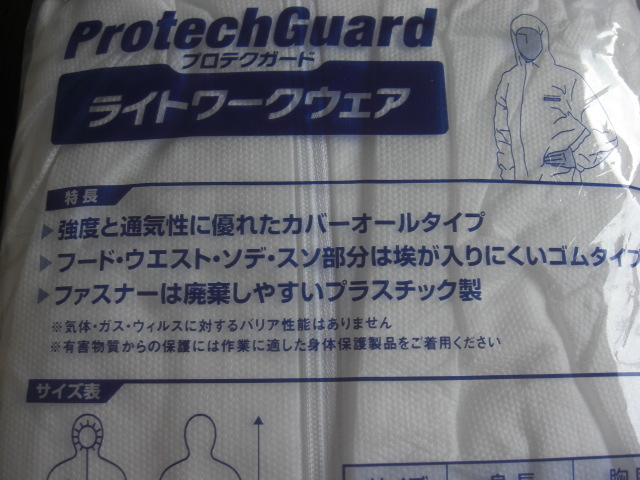 ProtechGuard
プロテクガード
ライトワークウェア
特長
▶強度と通気性に優れたカバーオールタイプ
▶フード・ウエスト・ソデ・スソ部分は埃が入りにくいゴムタイプ
▶ファスナーは廃棄しやすいプラスチック製
※気体・ガス・ウィルスに対するバリア性能はありません
※有害物質からの保護には作業に適した身体保護製品をご着用ください
サイズ表
サイズ 身長 胸囲